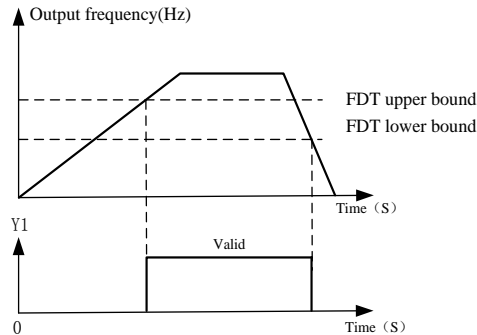 Output frequency(Hz)
FDT upper bound
FDT lower bound
Time（S）
Y1
Valid
0
Time（S）